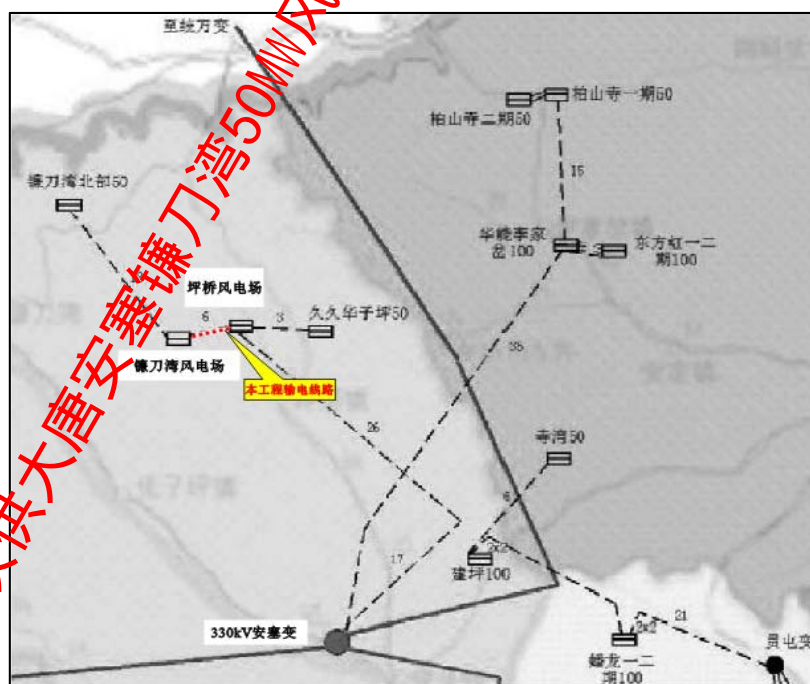 至统万变
仅供大唐安塞镰刀湾50MW风
柏山寺一期50
柏山寺二期50
15
镰刀湾北部50
华能李家
岔100
3
东方红一二
期100
坪桥风电场
6
3
久久华子坪50
35
镰刀湾风电场
本工程输电线路
26
寺湾50
6
17
2x2
建坪100
330kV安塞变
2x2
21
蟠龙一二
期100
贯屯变